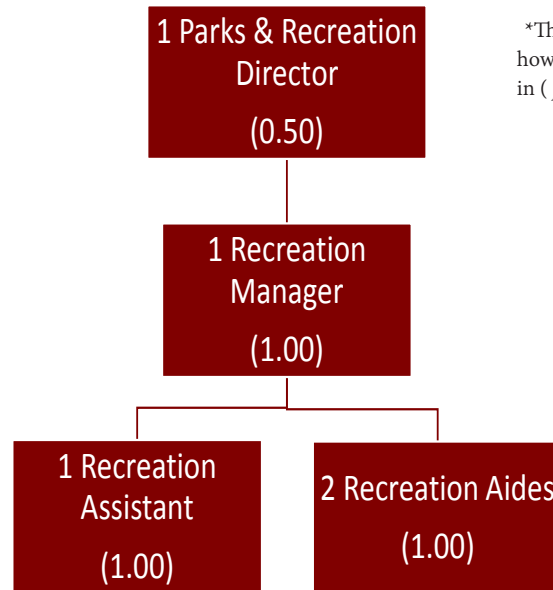 1 Parks & Recreation
Director
(0.50)
*Th
how
in (
1 Recreation
Manager
(1.00)
1 Recreation
Assistant
(1.00)
2 Recreation Aides
(1.00)